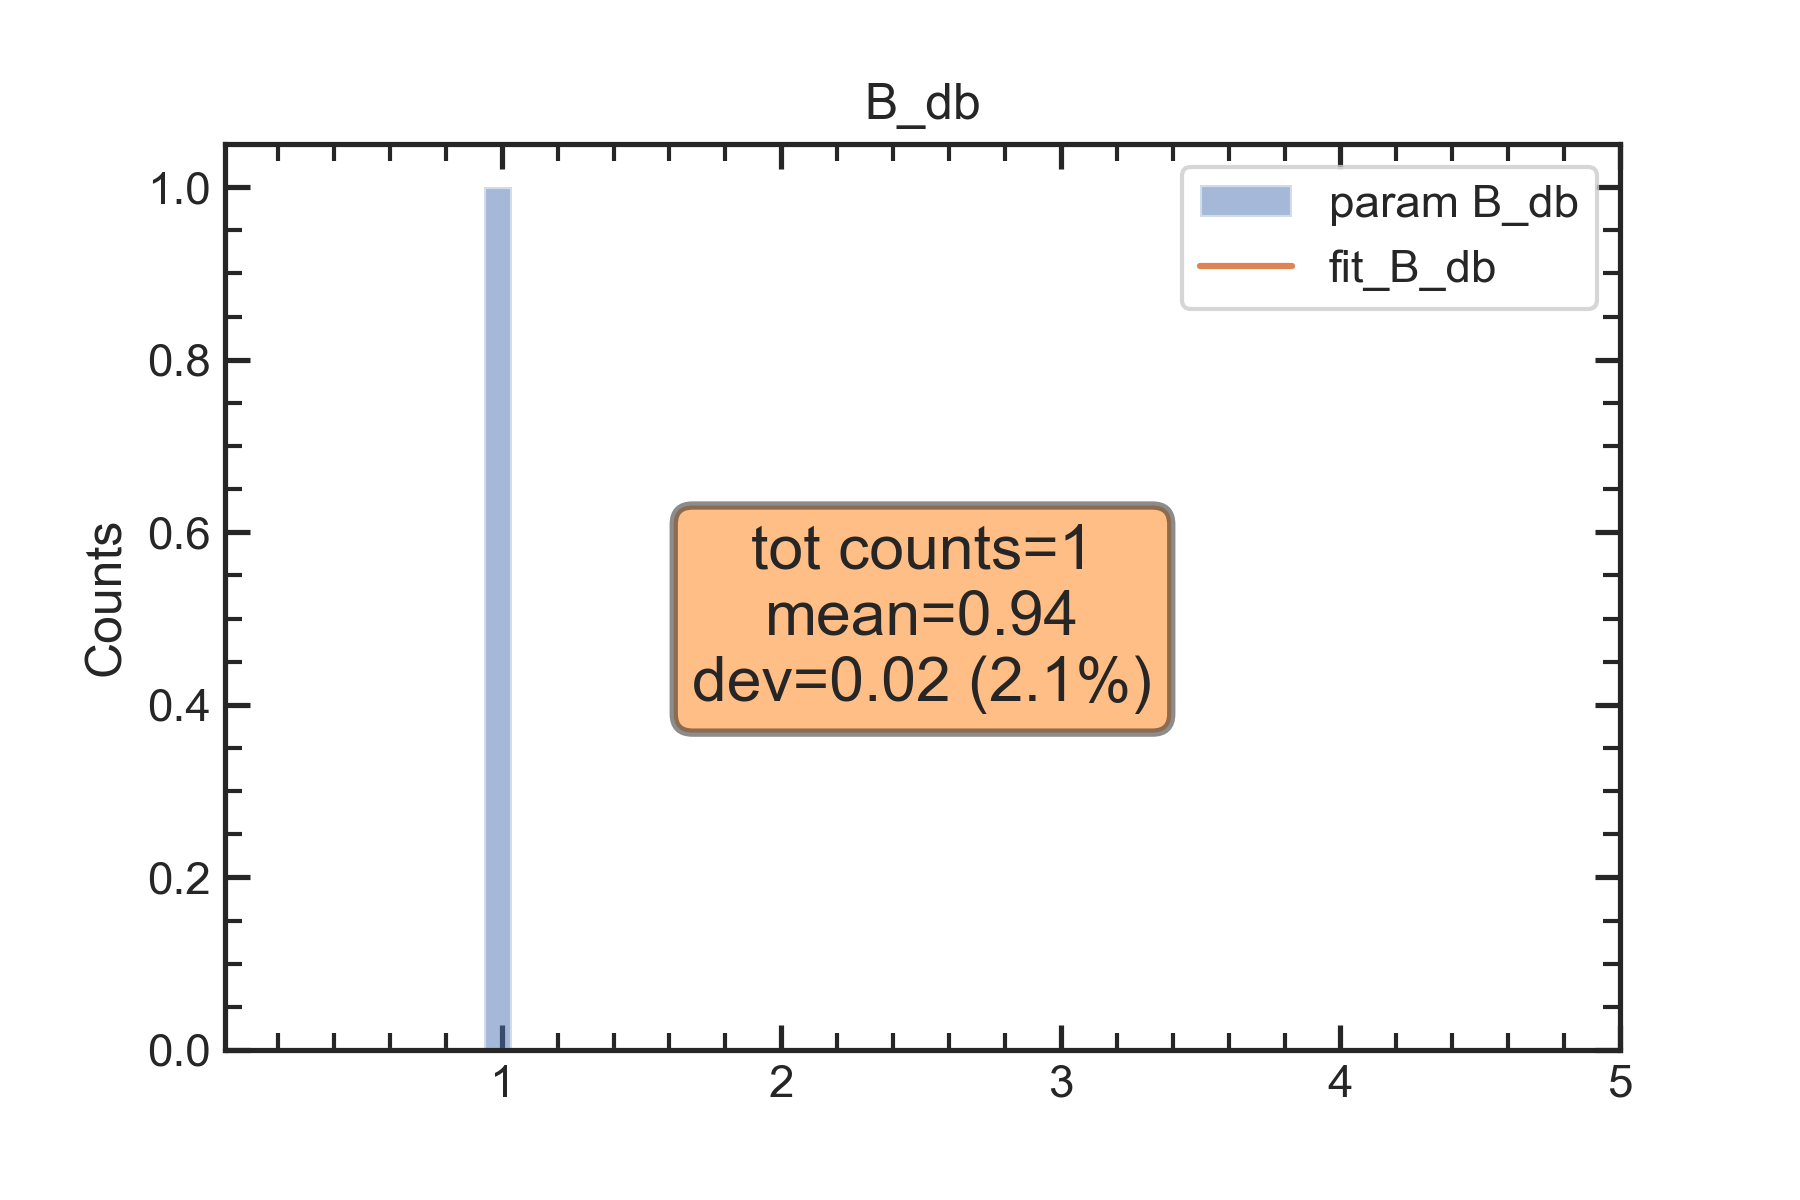 B_db
param B_db
fit_B_db
Counts
1.0
0.8
0.6
0.4
0.2
0.0
tot counts=1
mean=0.94
dev=0.02 (2.1%)
1 2 3 4 5